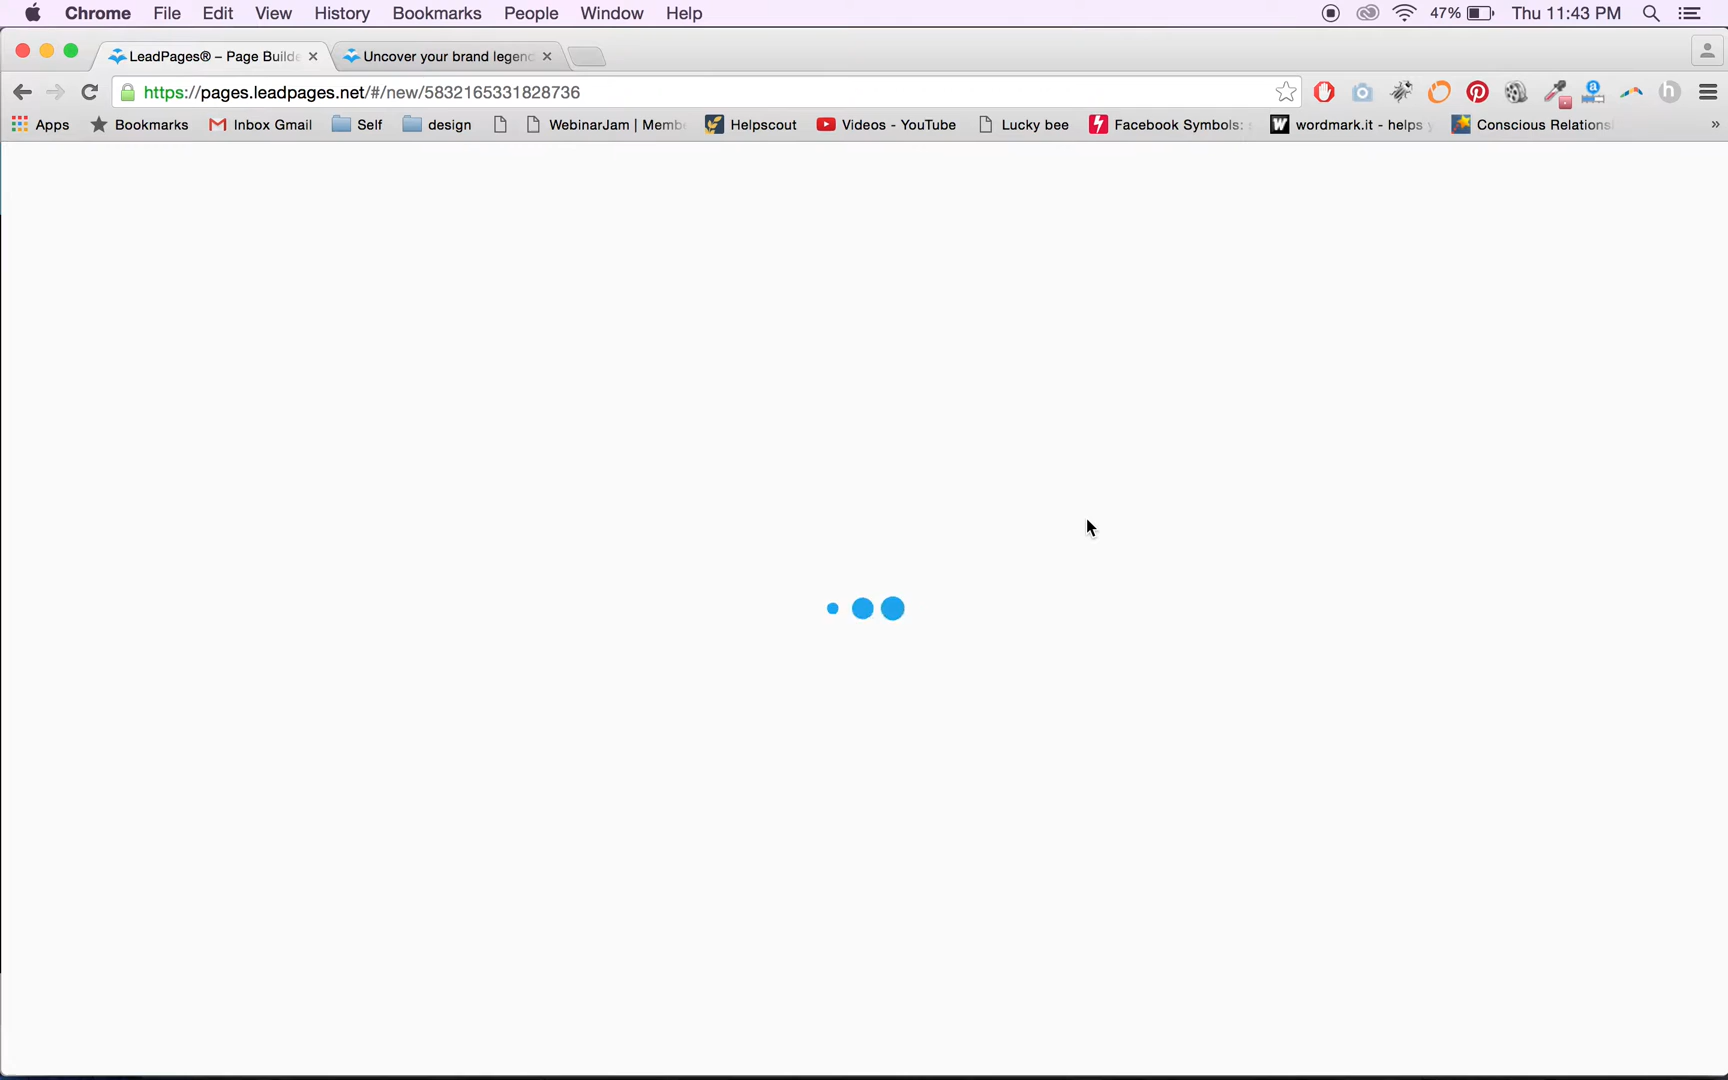 Chrome File Edit View History Bookmarks People Window Help 47% Thu 11:43 PM
LeadPages® – Page Builde Uncover your brand legen
https://pages.leadpages.net/#/new/5832165331828736
Apps Bookmarks Inbox Gmail Self design WebinarJam | Memb Helpscout Videos - YouTube Lucky bee Facebook Symbols: wordmark.it - helps y Conscious Relations »